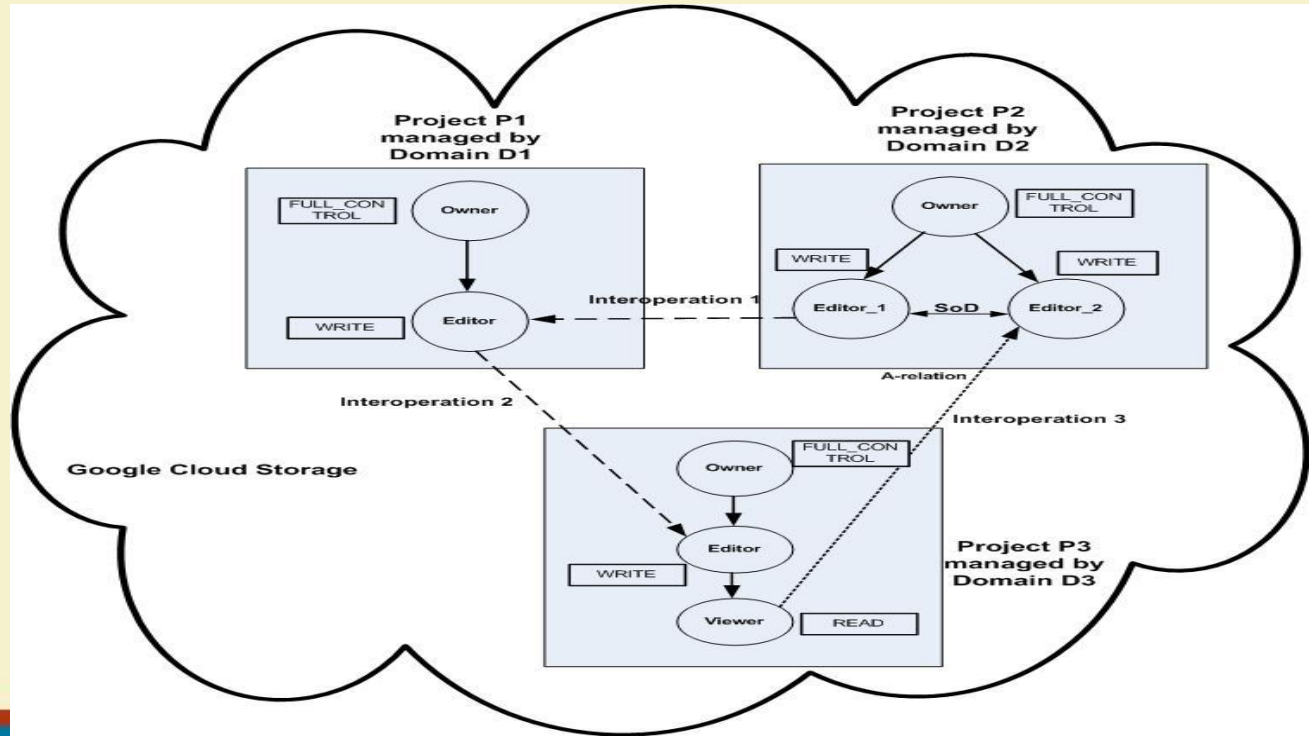 Project P1
managed by
Domain D1
FULL_CON
TROL
Owner
WRITE
Editor
Project P2
managed by
Domain D2
Owner
FULL_CON
TROL
WRITE
WRITE
Editor_1
SoD
Editor_2
Interoperation 1
A-relation
Interoperation 2
Interoperation 3
Google Cloud Storage
Owner
FULL_CON
TROL
Editor
WRITE
Viewer
READ
Project P3
managed by
Domain D3